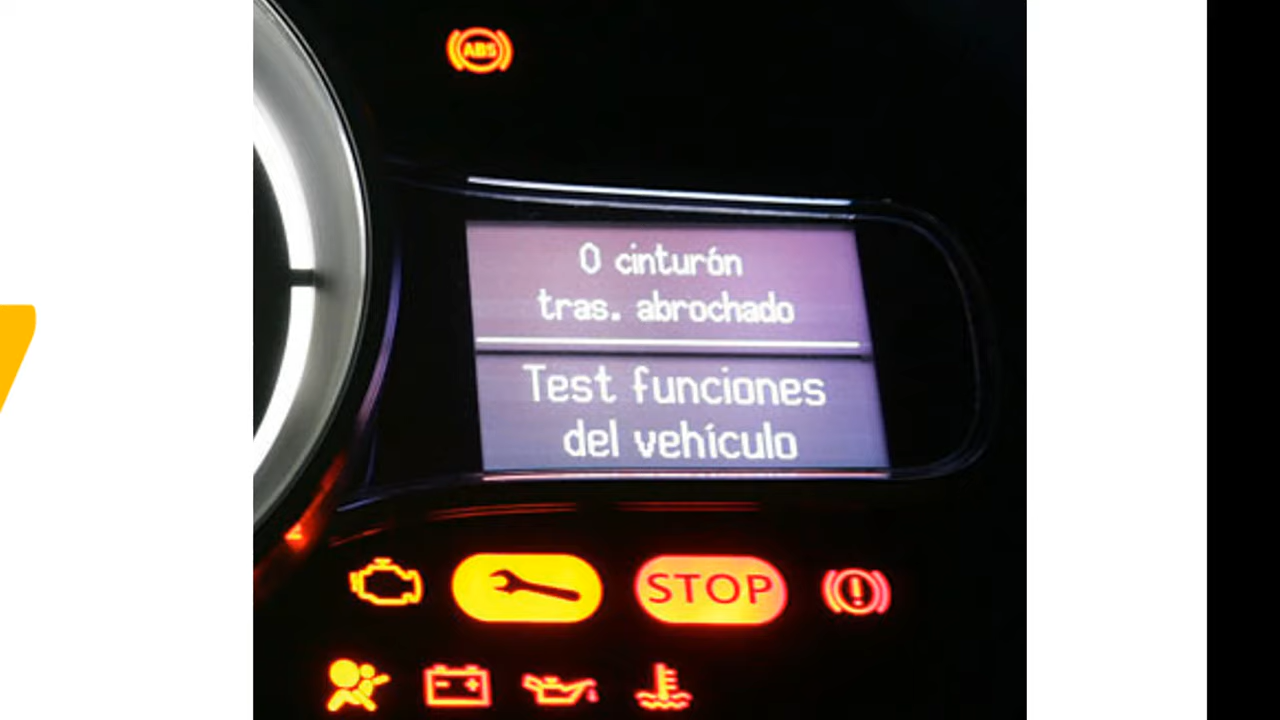 ABS
0 cinturón
tras. abrochado
Test funciones
del vehículo
STOP